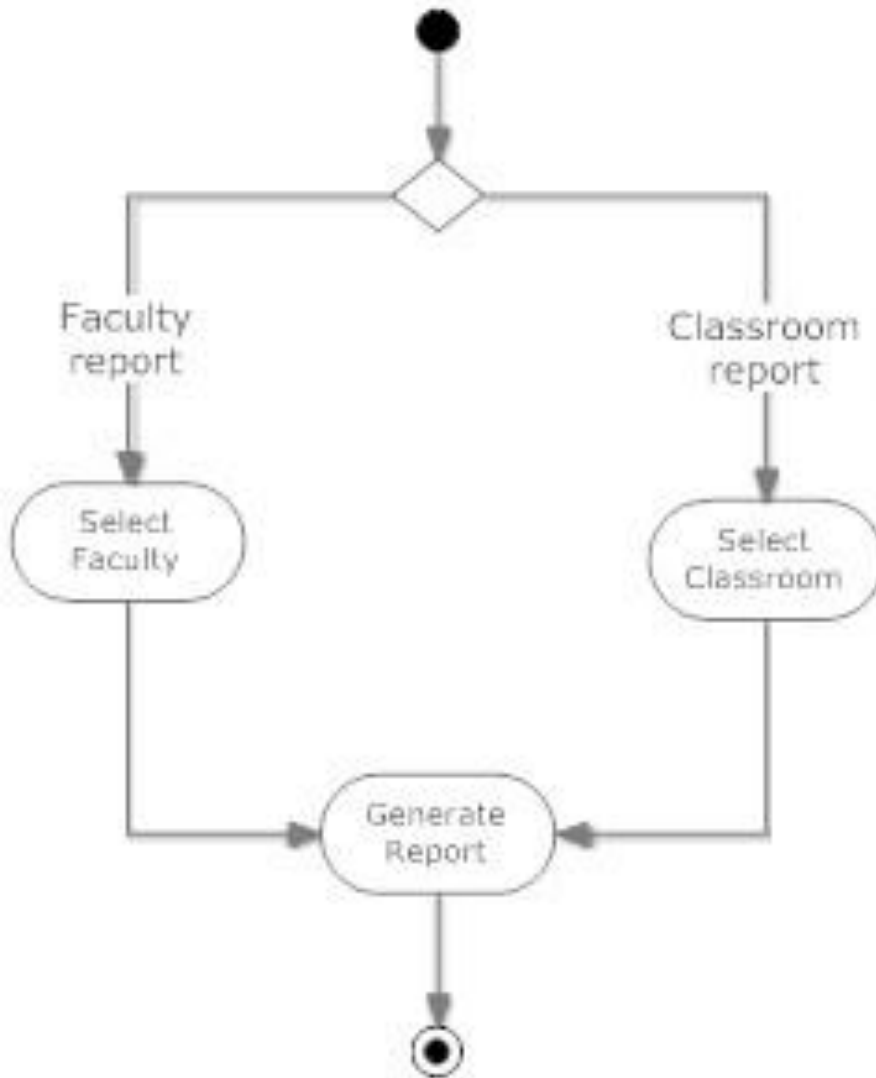 Faculty
report
Classroom
report
Select
Faculty
Select
Classroom
Generate
Report